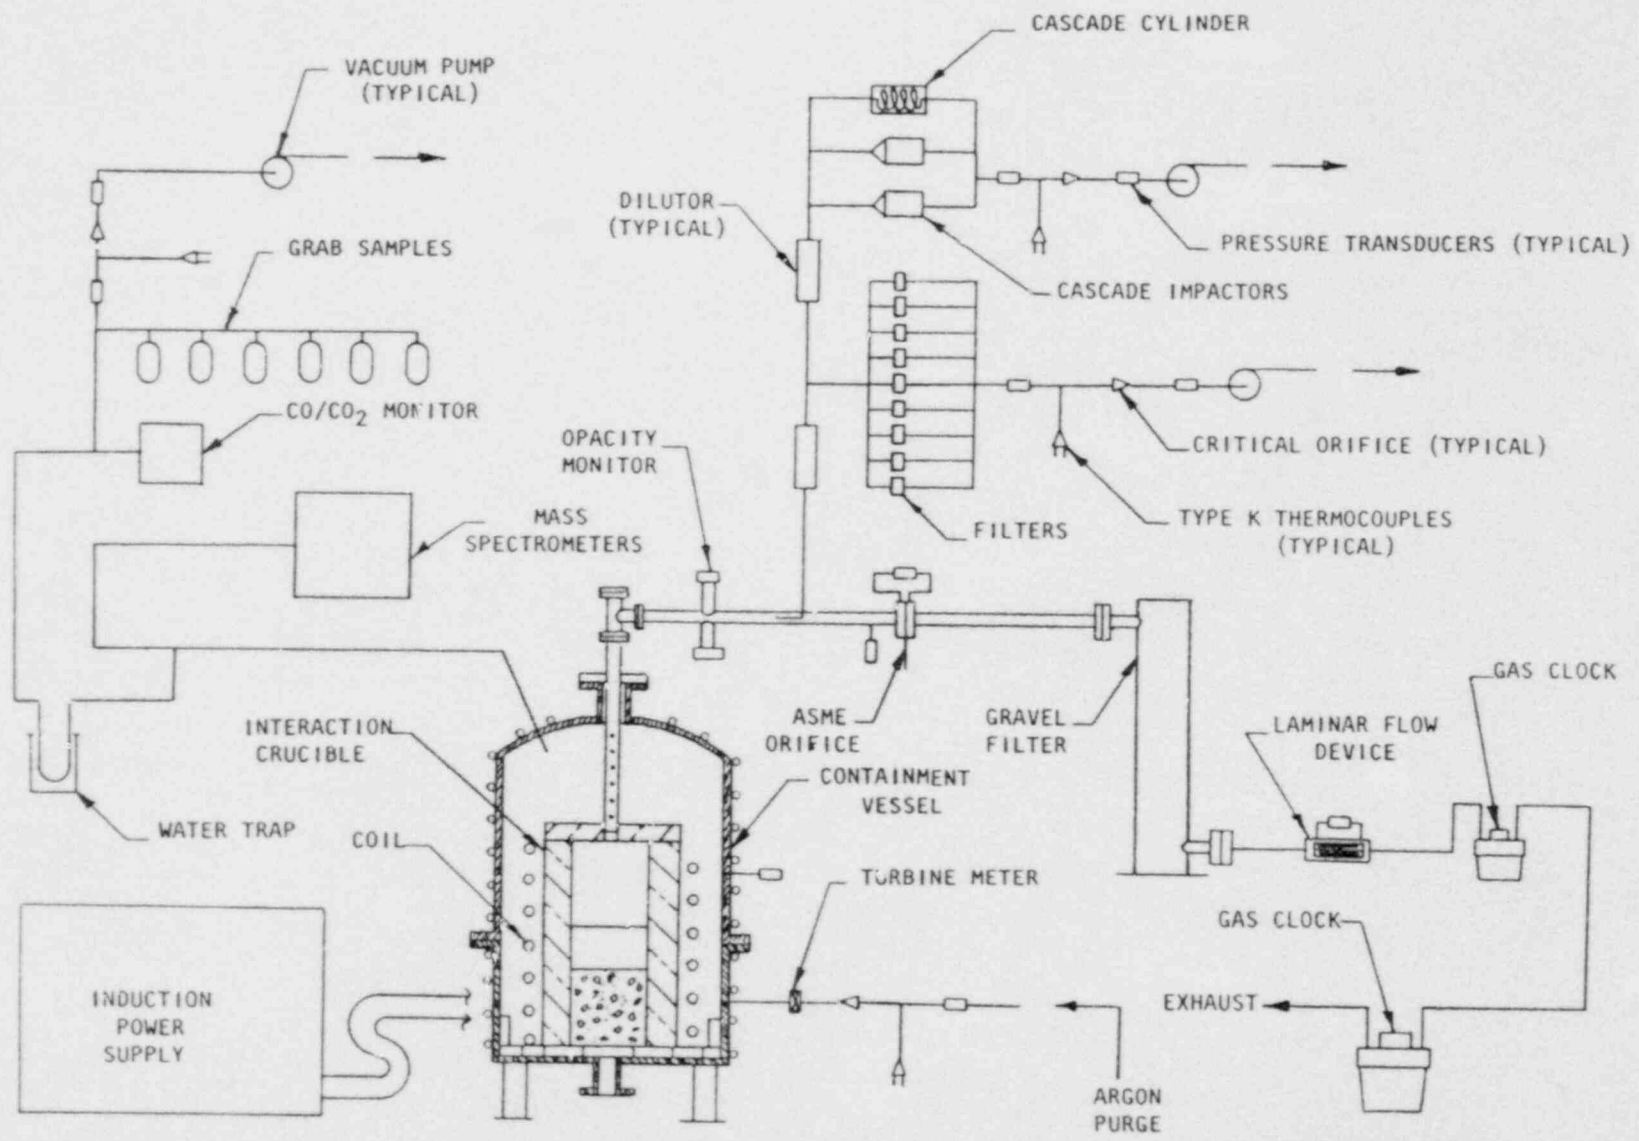 CASCADE CYLINDER
VACUUM PUMP
(TYPICAL)
DILUTOR
(TYPICAL)
GRAB SAMPLES
PRESSURE TRANSDUCERS (TYPICAL)
CASCADE IMPACTORS
CO/CO2 MONITOR
OPACITY
MONITOR
CRITICAL ORIFICE (TYPICAL)
MASS
SPECTROMETERS
FILTERS
TYPE K THERMOCOUPLES
(TYPICAL)
GAS CLOCK
INTERACTION
CRUCIBLE
ASME
ORIFICE
GRAVEL
FILTER
LAMINAR FLOW
DEVICE
CONTAINMENT
VESSEL
WATER TRAP
COIL
TURBINE METER
GAS CLOCK
INDUCTION
POWER
SUPPLY
EXHAUST
ARGON
PURGE